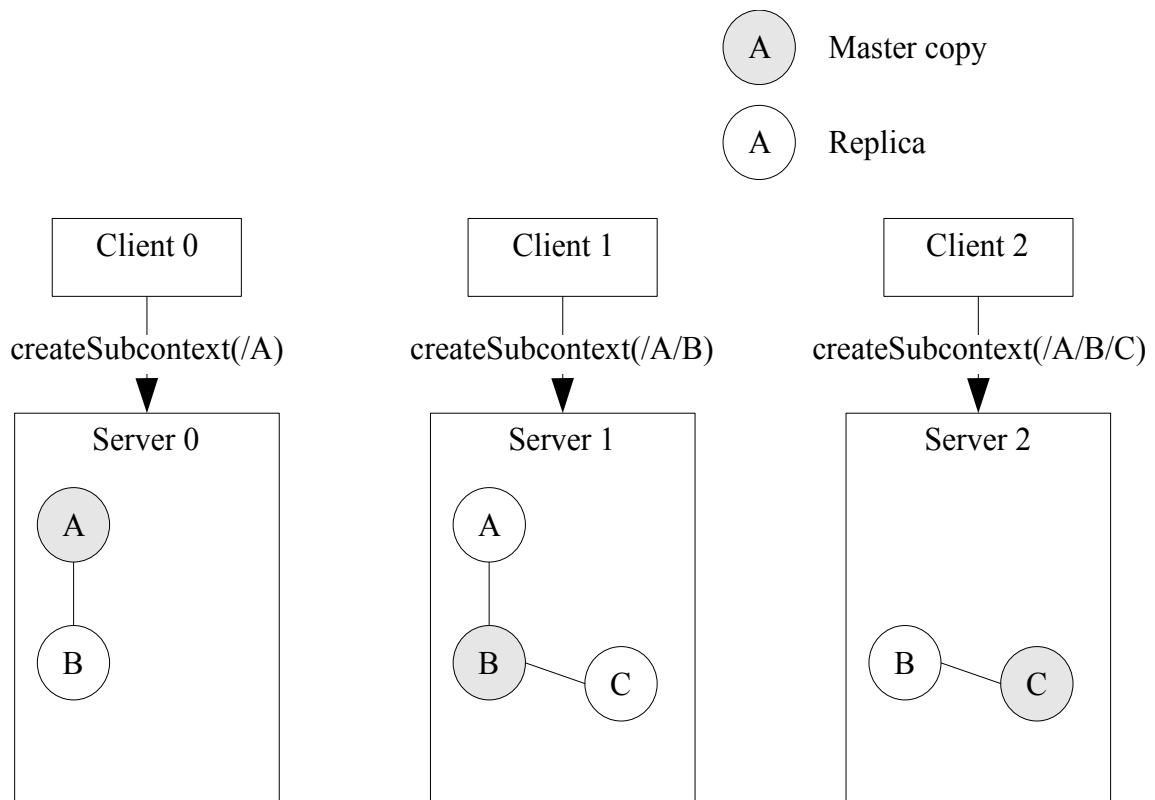 A Master copy
A Replica
Client 0 Client 1 Client 2
createSubcontext(/A) createSubcontext(/A/B) createSubcontext(/A/B/C)
Server 0 Server 1 Server 2
A A
B B C B C